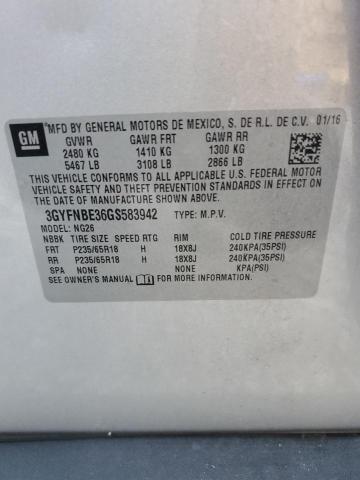 GM
MFD BY GENERAL MOTORS DE MEXICO, S. DE R.L. DE C.V. 01/16
GVWR GAWR FRT GAWR RR
2480 KG 1410 KG 1300 KG
5467 LB 3108 LB 2866 LB
THIS VEHICLE CONFORMS TO ALL APPLICABLE U.S. FEDERAL MOTOR
VEHICLE SAFETY, AND THEFT PREVENTION STANDARDS IN EFFECT ON
THE DATE OF MANUFACTURE SHOWN ABOVE.
3GYFNBE36GS583942 TYPE: M.P.V.
MODEL: NG26
NBBK TIRE SIZE SPEED RTG RIM COLD TIRE PRESSURE
FRT P235/65R18 H 18X8J 240KPA(35PSI)
RR P235/65R18 H 18X8J 240KPA(35PSI)
SPA NONE KPA(PSI)
SEE OWNER'S MANUAL FOR MORE INFORMATION.